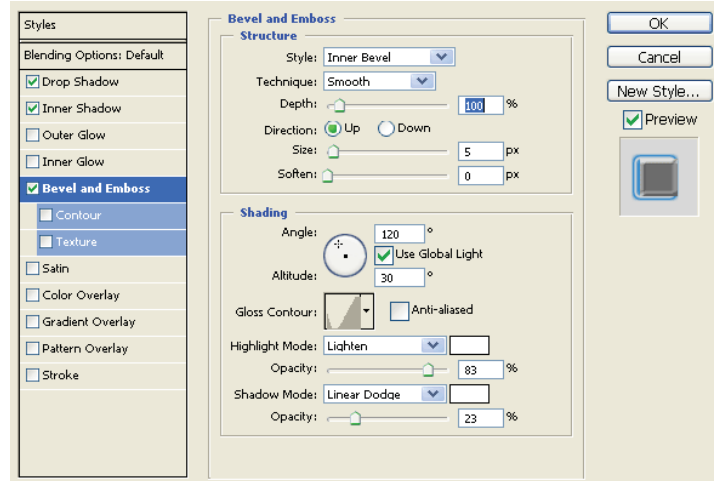 Styles
Blending Options: Default
Drop Shadow
Inner Shadow
Outer Glow
Inner Glow
Bevel and Emboss
Contour
Texture
Satin
Color Overlay
Gradient Overlay
Pattern Overlay
Stroke
Bevel and Emboss
Structure
Style: Inner Bevel
Technique: Smooth
Depth: 100 %
Direction: Up Down
Size: 5 px
Soften: 0 px
Shading
Angle: 120 °
Use Global Light
Altitude: 30 °
Gloss Contour: Anti-aliased
Highlight Mode: Lighten
Opacity: 83 %
Shadow Mode: Linear Dodge
Opacity: 23 %
OK
Cancel
New Style...
Preview